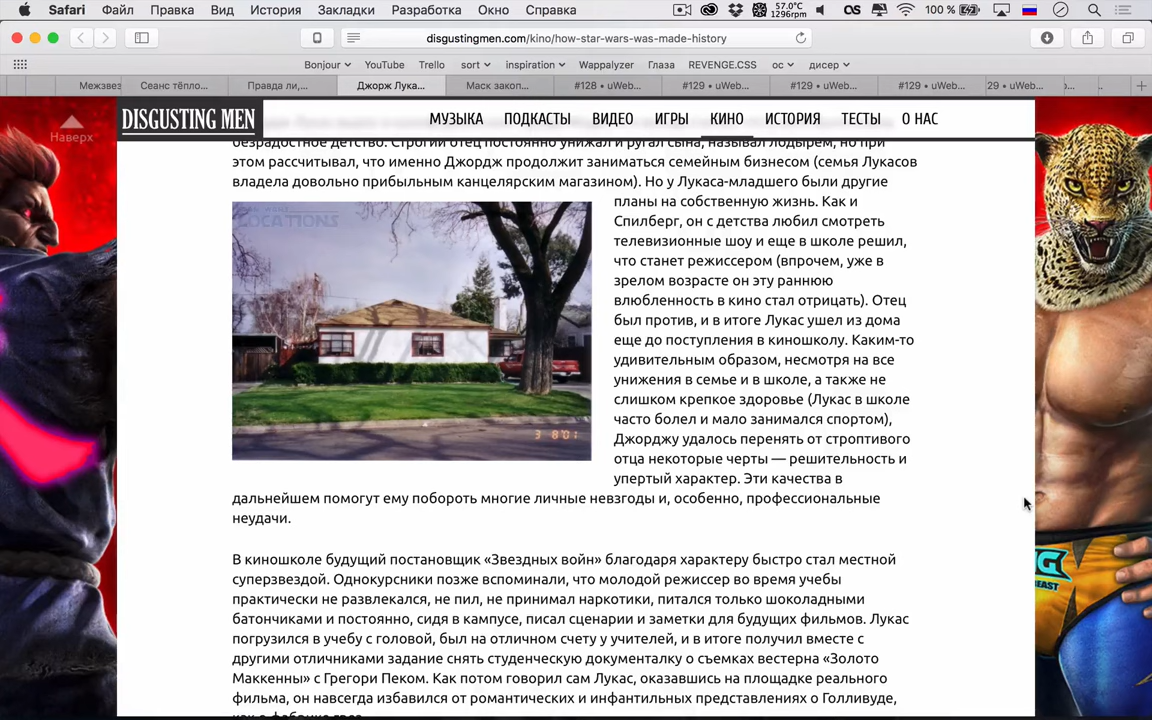 Safari Файл Правка Вид История Закладки Разработка Окно Справка 57.0°C 1296rpm 100 %
disgustingmen.com/kino/how-star-wars-was-made-history
Bonjour YouTube Trello sort inspiration Wappalyzer Глаза REVENGE.CSS ос дисер
Межзвез Сеанс тёпло... Правда ли,... Джорж Лука... Маск закоп... #128 • uWeb... #129 • uWeb... #129 • uWeb... #129 • uWeb... 29 • uWeb...
DISGUSTING MEN МУЗЫКА ПОДКАСТЫ ВИДЕО ИГРЫ КИНО ИСТОРИЯ ТЕСТЫ О НАС
Наверх
безрадостное детство. Строгий отец постоянно унижал и ругал сына, называл лодырем, но при
этом рассчитывал, что именно Джордж продолжит заниматься семейным бизнесом (семья Лукасов
владела довольно прибыльным канцелярским магазином). Но у Лукаса-младшего были другие
планы на собственную жизнь. Как и
Спилберг, он с детства любил смотреть
телевизионные шоу и еще в школе решил,
что станет режиссером (впрочем, уже в
зрелом возрасте он эту раннюю
влюбленность в кино стал отрицать). Отец
был против, и в итоге Лукас ушел из дома
еще до поступления в киношколу. Каким-то
удивительным образом, несмотря на все
унижения в семье и в школе, а также не
слишком крепкое здоровье (Лукас в школе
часто болел и мало занимался спортом),
Джорджу удалось перенять от строптивого
отца некоторые черты — решительность и
упертый характер. Эти качества в
LOCATIONS
3 8'01
дальнейшем помогут ему побороть многие личные невзгоды и, особенно, профессиональные
неудачи.
В киношколе будущий постановщик «Звездных войн» благодаря характеру быстро стал местной
суперзвездой. Однокурсники позже вспоминали, что молодой режиссер во время учебы
практически не развлекался, не пил, не принимал наркотики, питался только шоколадными
батончиками и постоянно, сидя в кампусе, писал сценарии и заметки для будущих фильмов. Лукас
погрузился в учебу с головой, был на отличном счету у учителей, и в итоге получил вместе с
другими отличниками задание снять студенческую документалку о съемках вестерна «Золото
Маккенны» с Грегори Пеком. Как потом говорил сам Лукас, оказавшись на площадке реального
фильма, он навсегда избавился от романтических и инфантильных представлениях о Голливуде,